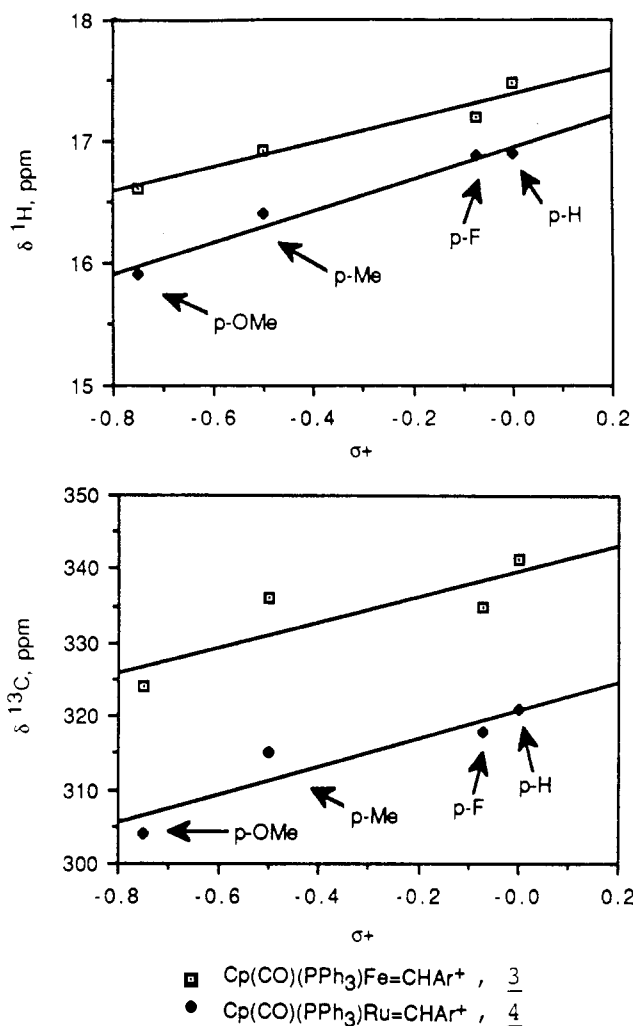 18
17
16
15
δ ¹H, ppm
p-F
p-H
p-Me
p-OMe
-0.8 -0.6 -0.4 -0.2 -0.0 0.2
σ+
350
340
330
320
305
300
δ ¹³C, ppm
p-OMe
p-Me
p-F
p-H
-0.8 -0.6 -0.4 -0.2 -0.0 0.2
σ+
Cp(CO)(PPh₃)Fe=CHAr⁺ , 3
Cp(CO)(PPh₃)Ru=CHAr⁺ , 4